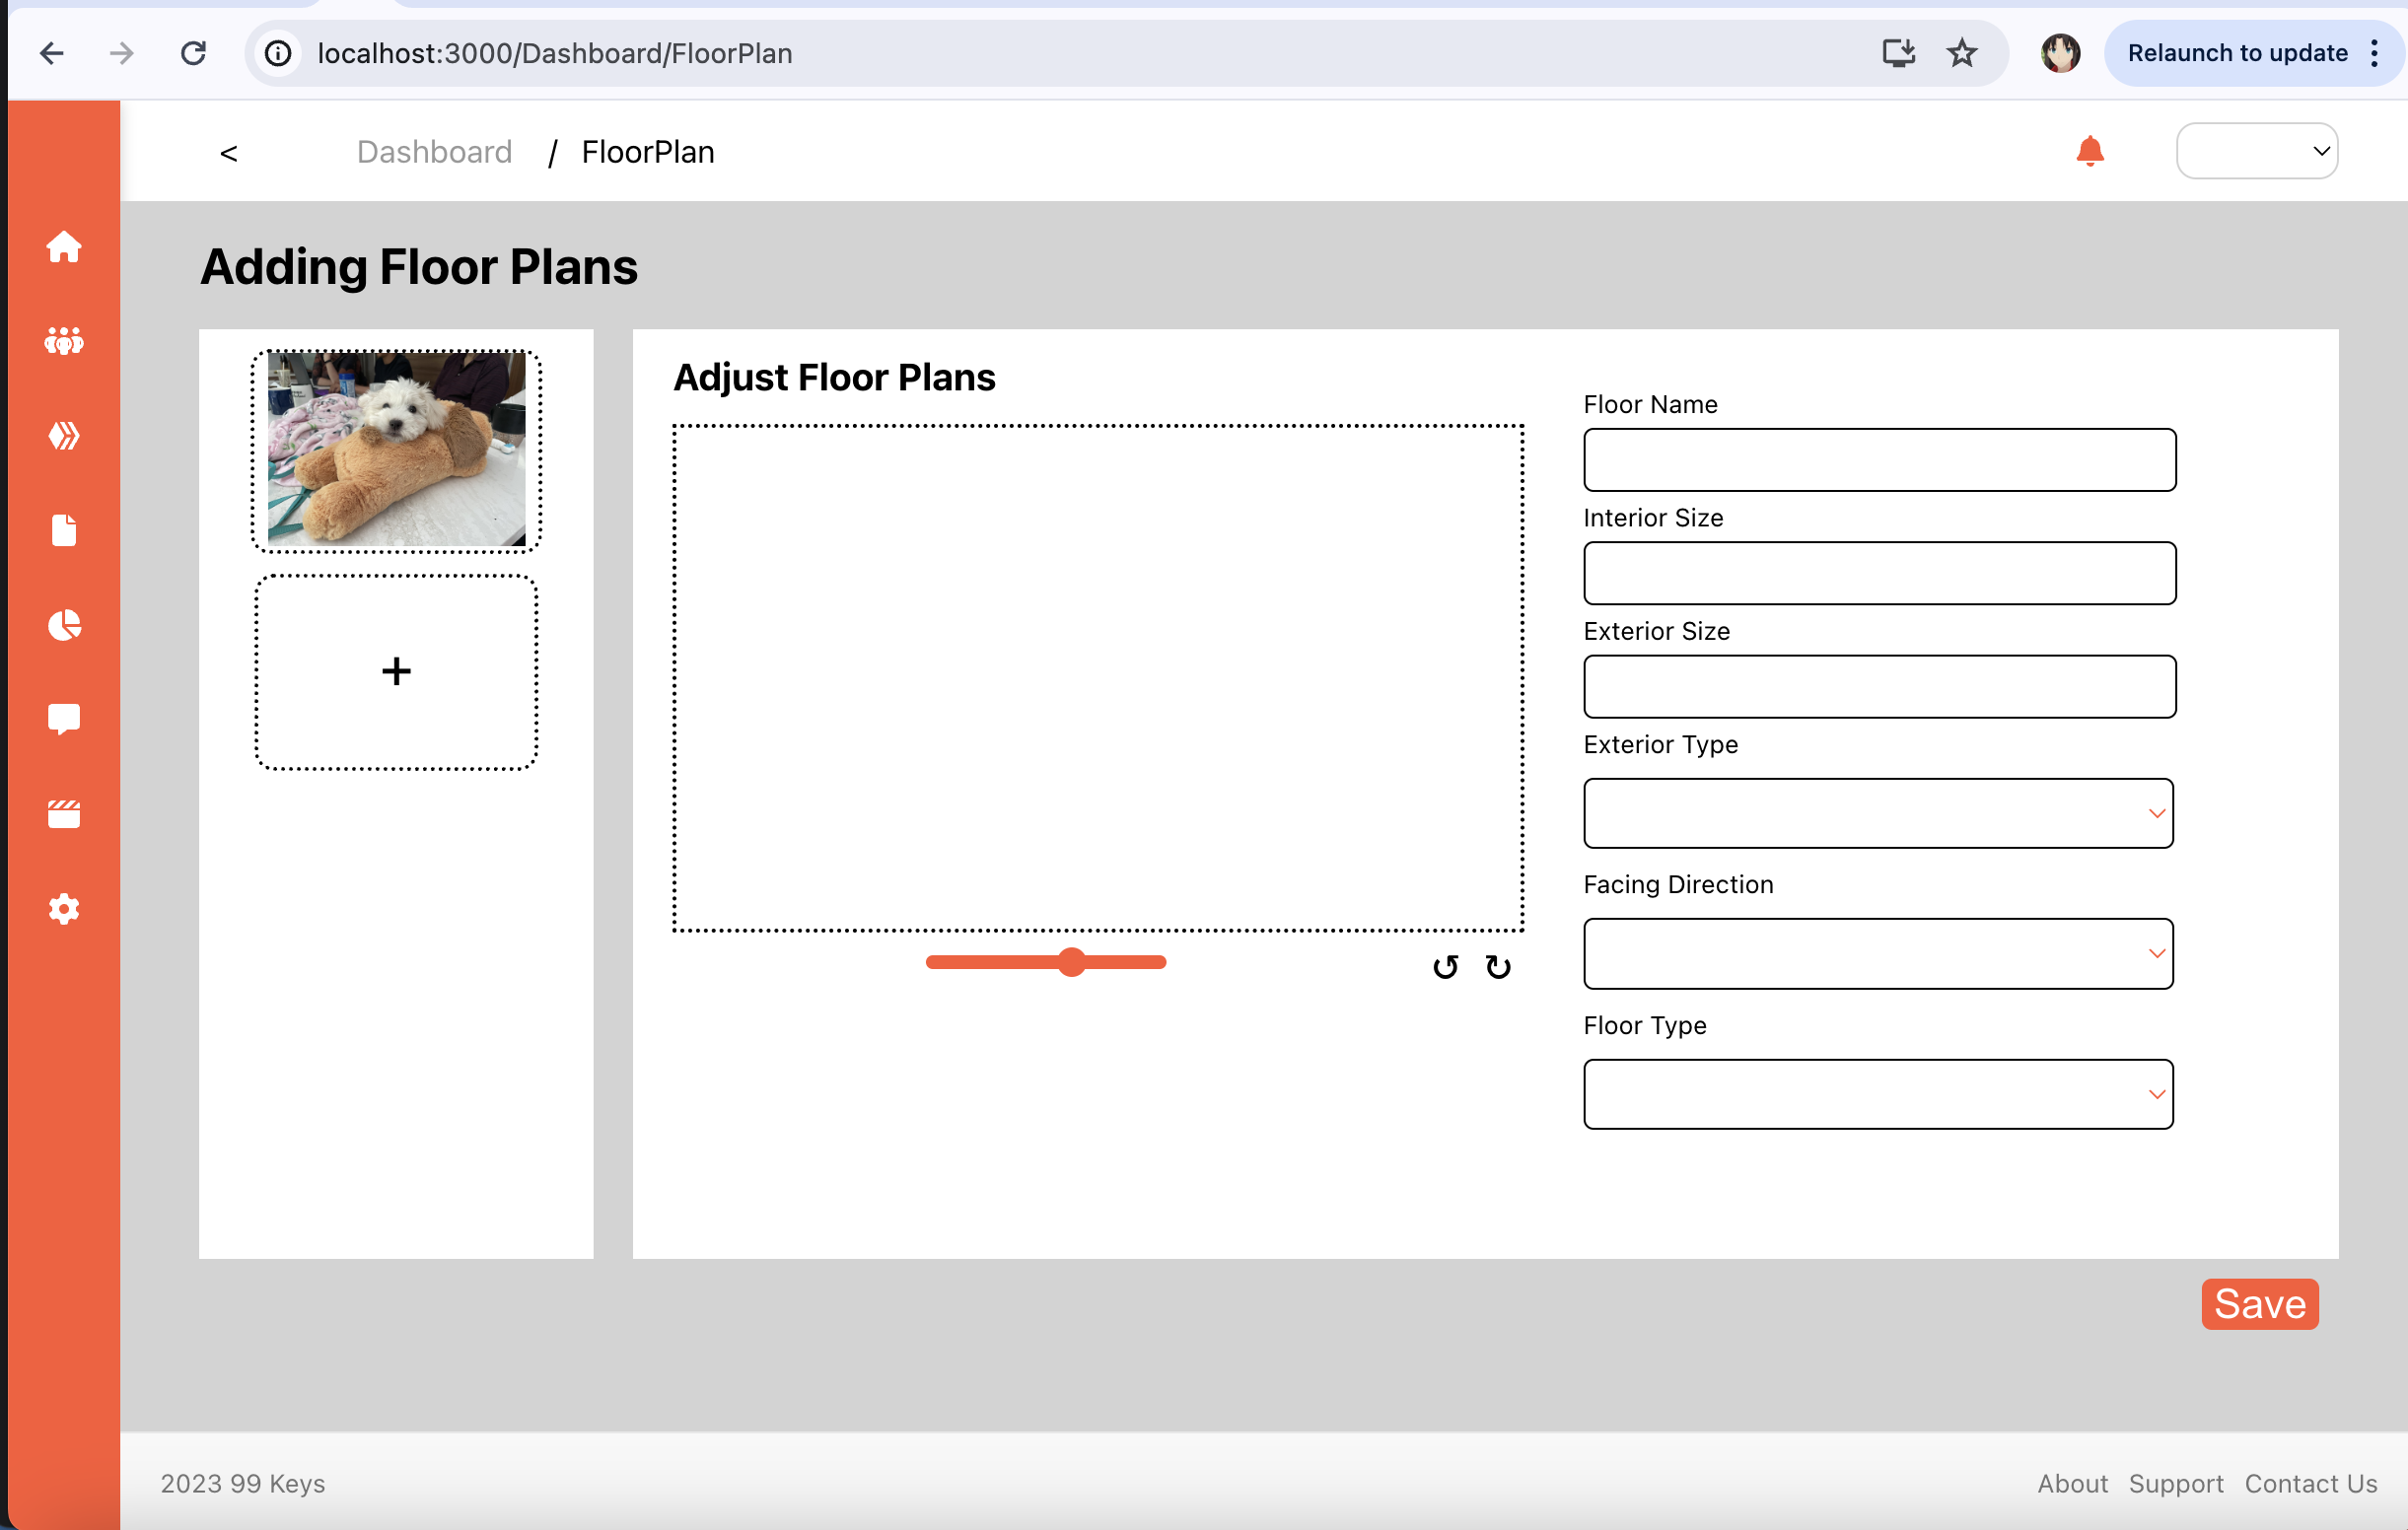 localhost:3000/Dashboard/FloorPlan
Relaunch to update
< Dashboard / FloorPlan
Adding Floor Plans
Adjust Floor Plans
Floor Name
Interior Size
Exterior Size
+
Exterior Type
Facing Direction
Floor Type
Save
2023 99 Keys
About Support Contact Us